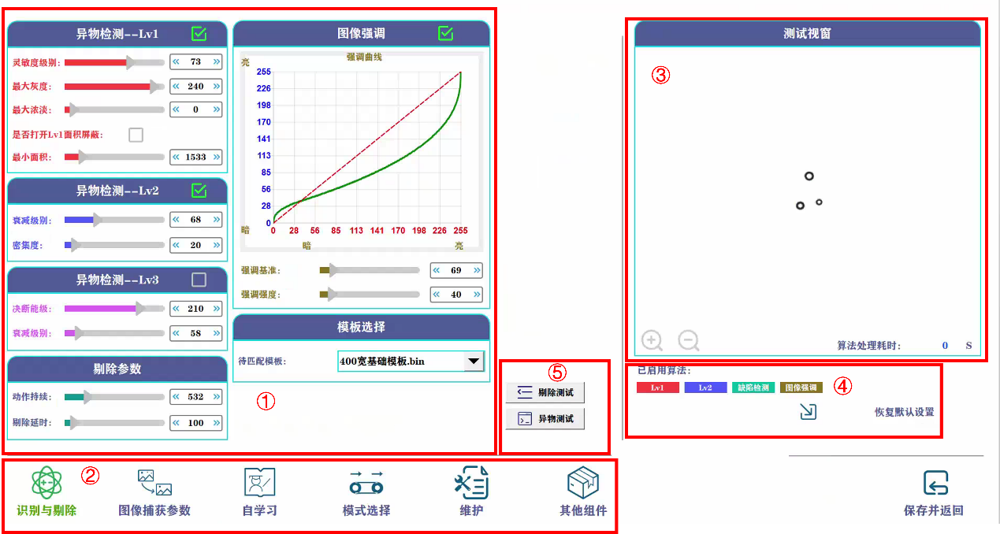 异物检测--Lv1
灵敏度级别: 73
最大灰度: 240
最大浓淡: 0
是否打开Lv1面积屏蔽:
最小面积: 1533
异物检测--Lv2
衰减级别: 68
密集度: 20
异物检测--Lv3
决断能级: 210
衰减级别: 58
剔除参数
动作持续: 532
剔除延时: 100
图像强调
强调曲线
亮
255
226
198
170
141
113
85
56
28
0
暗
0 28 56 85 113 141 170 198 226 255
暗 亮
强调基准: 69
强调强度: 40
模板选择
待匹配模板: 400宽基础模板.bin
①
⑤
剔除测试
异物测试
测试视窗
③
算法处理耗时: 0 S
已启用算法:
Lv1 Lv2 缺陷检测 图像强调 ④
恢复默认设置
②
识别与剔除 图像捕获参数 自学习 模式选择 维护 其他组件
保存并返回